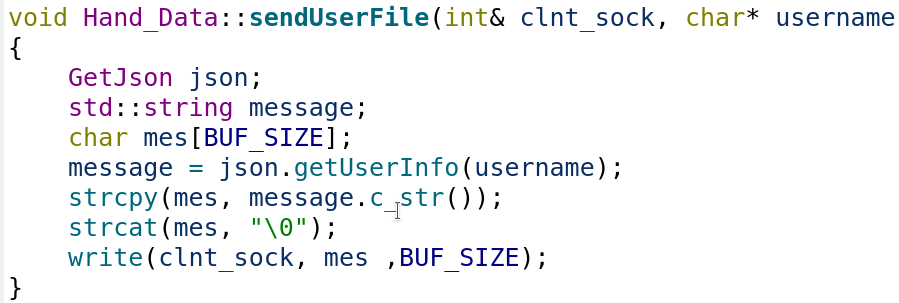 void Hand_Data::sendUserFile(int& clnt_sock, char* username
{
    GetJson json;
    std::string message;
    char mes[BUF_SIZE];
    message = json.getUserInfo(username);
    strcpy(mes, message.c_str());
    strcat(mes, "\0");
    write(clnt_sock, mes ,BUF_SIZE);
}